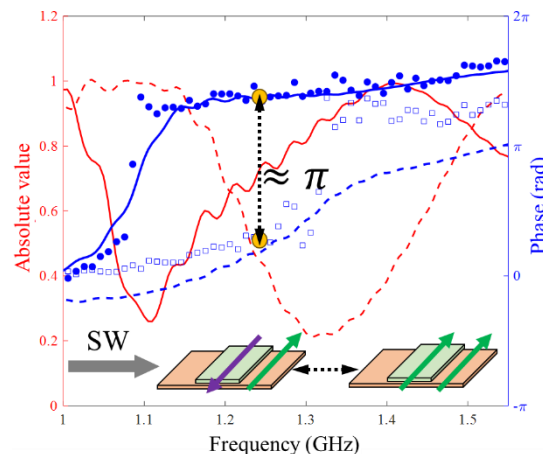 1.2
1
0.8
0.6
0.4
0.2
0
Absolute value
2π
π
0
-π
Phase (rad)
≈ π
SW
1 1.1 1.2 1.3 1.4 1.5
Frequency (GHz)